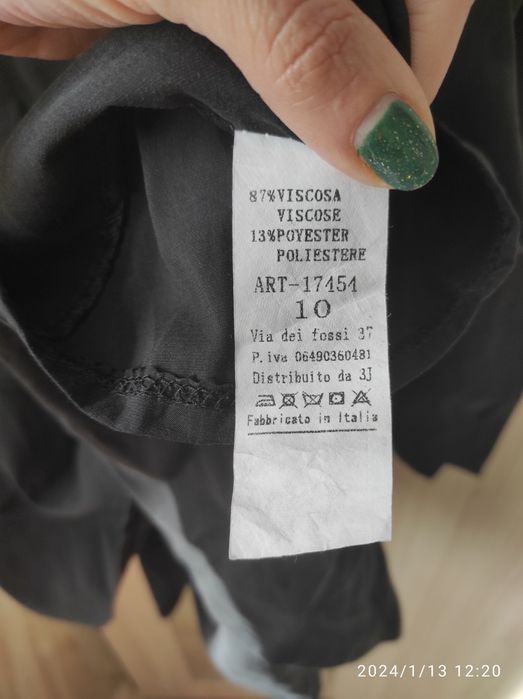 87%VISCOSA
VISCOSE
13%POYESTER
POLIESTERE
ART-17454
10
Via dei fossi 37
P.iva 06490360481
Distribuito da 3J
Fabbricato in Italia
2024/1/13 12:20